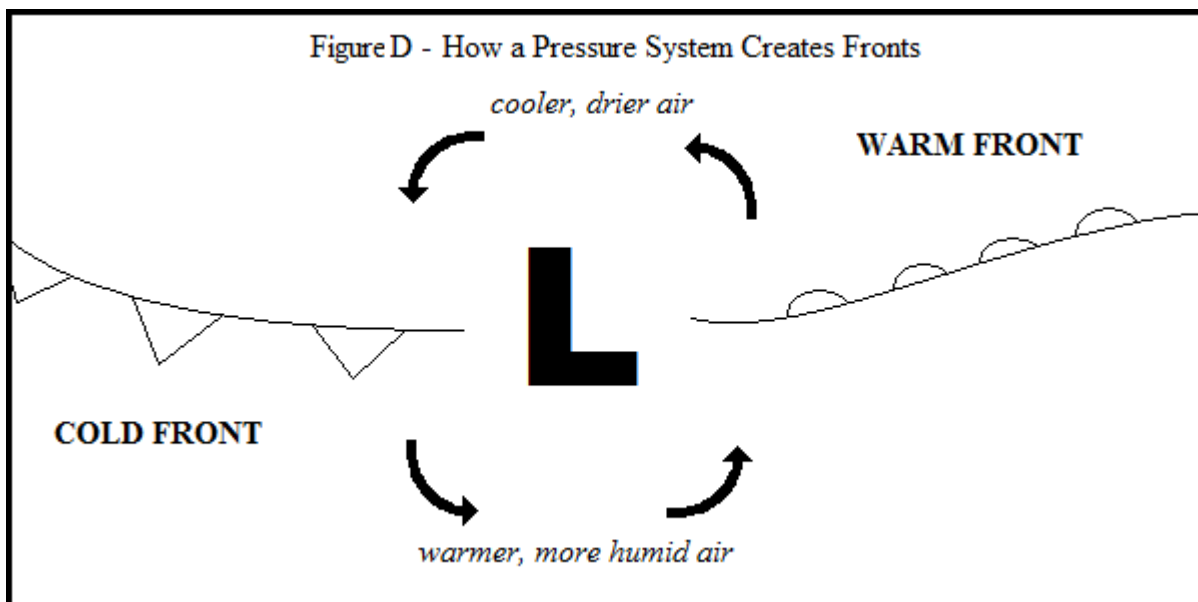 Figure D - How a Pressure System Creates Fronts
cooler, drier air
WARM FRONT
L
COLD FRONT
warmer, more humid air